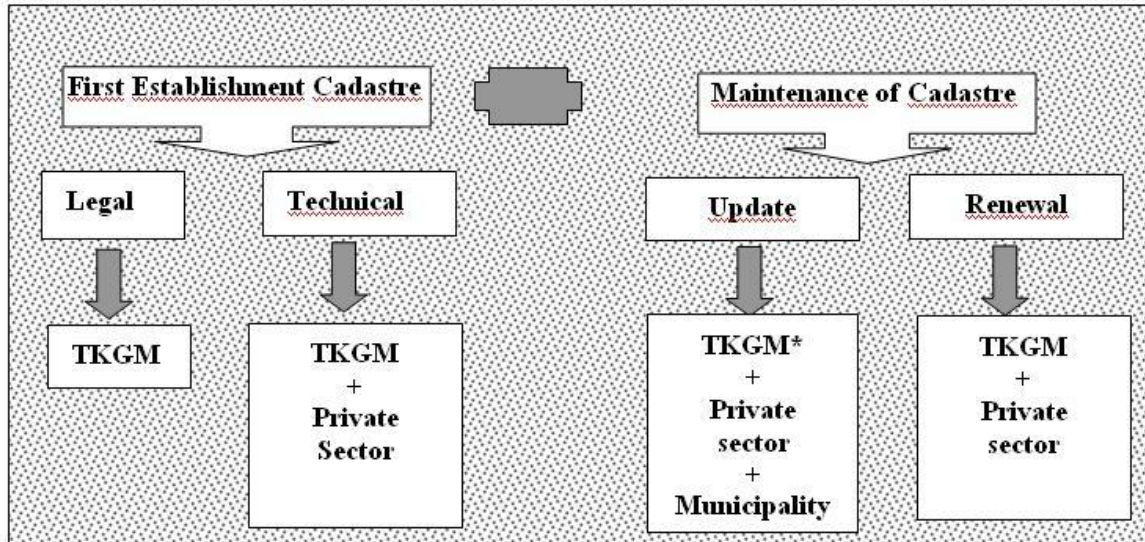 First Establishment Cadastre
Maintenance of Cadastre
Legal
Technical
Update
Renewal
TKGM
TKGM
+
Private
Sector
TKGM*
+
Private
sector
+
Municipality
TKGM
+
Private
sector